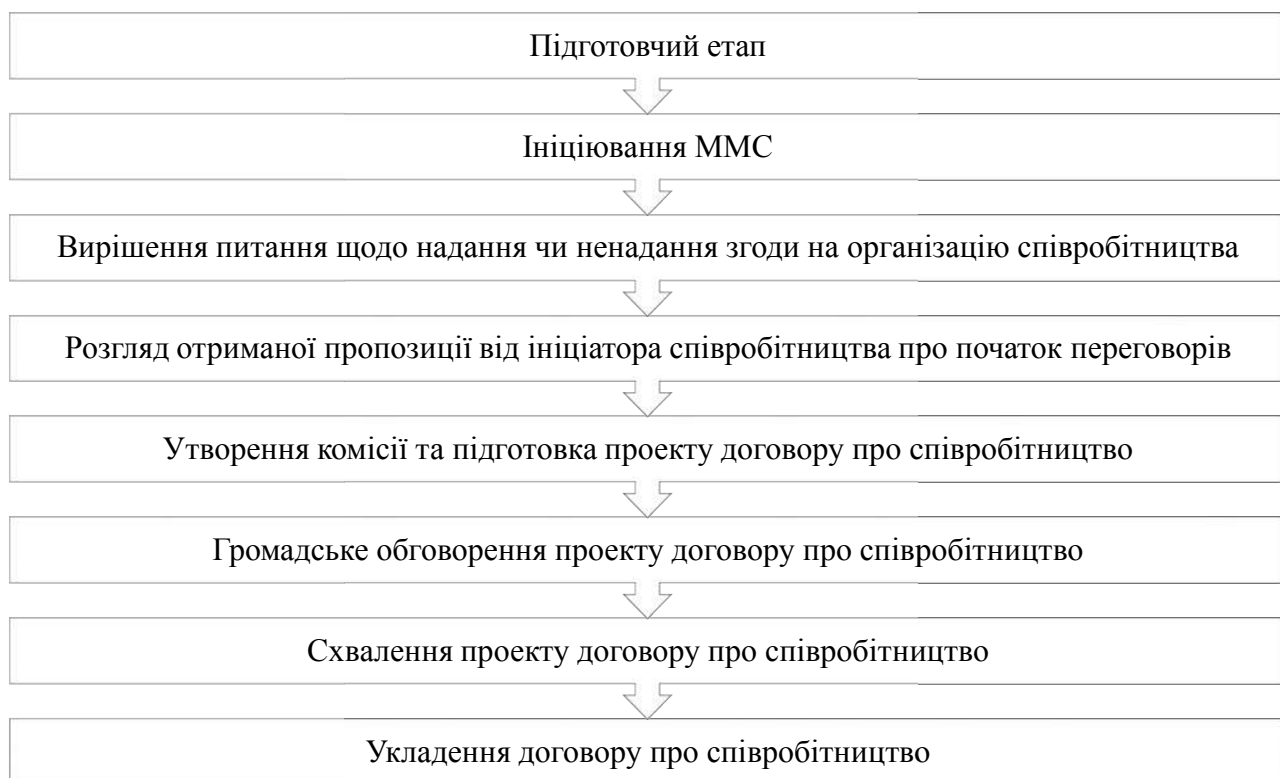 Підготовчий етап
Ініціювання ММС
Вирішення питання щодо надання чи ненадання згоди на організацію співробітництва
Розгляд отриманої пропозиції від ініціатора співробітництва про початок переговорів
Утворення комісії та підготовка проекту договору про співробітництво
Громадське обговорення проекту договору про співробітництво
Схвалення проекту договору про співробітництво
Укладення договору про співробітництво